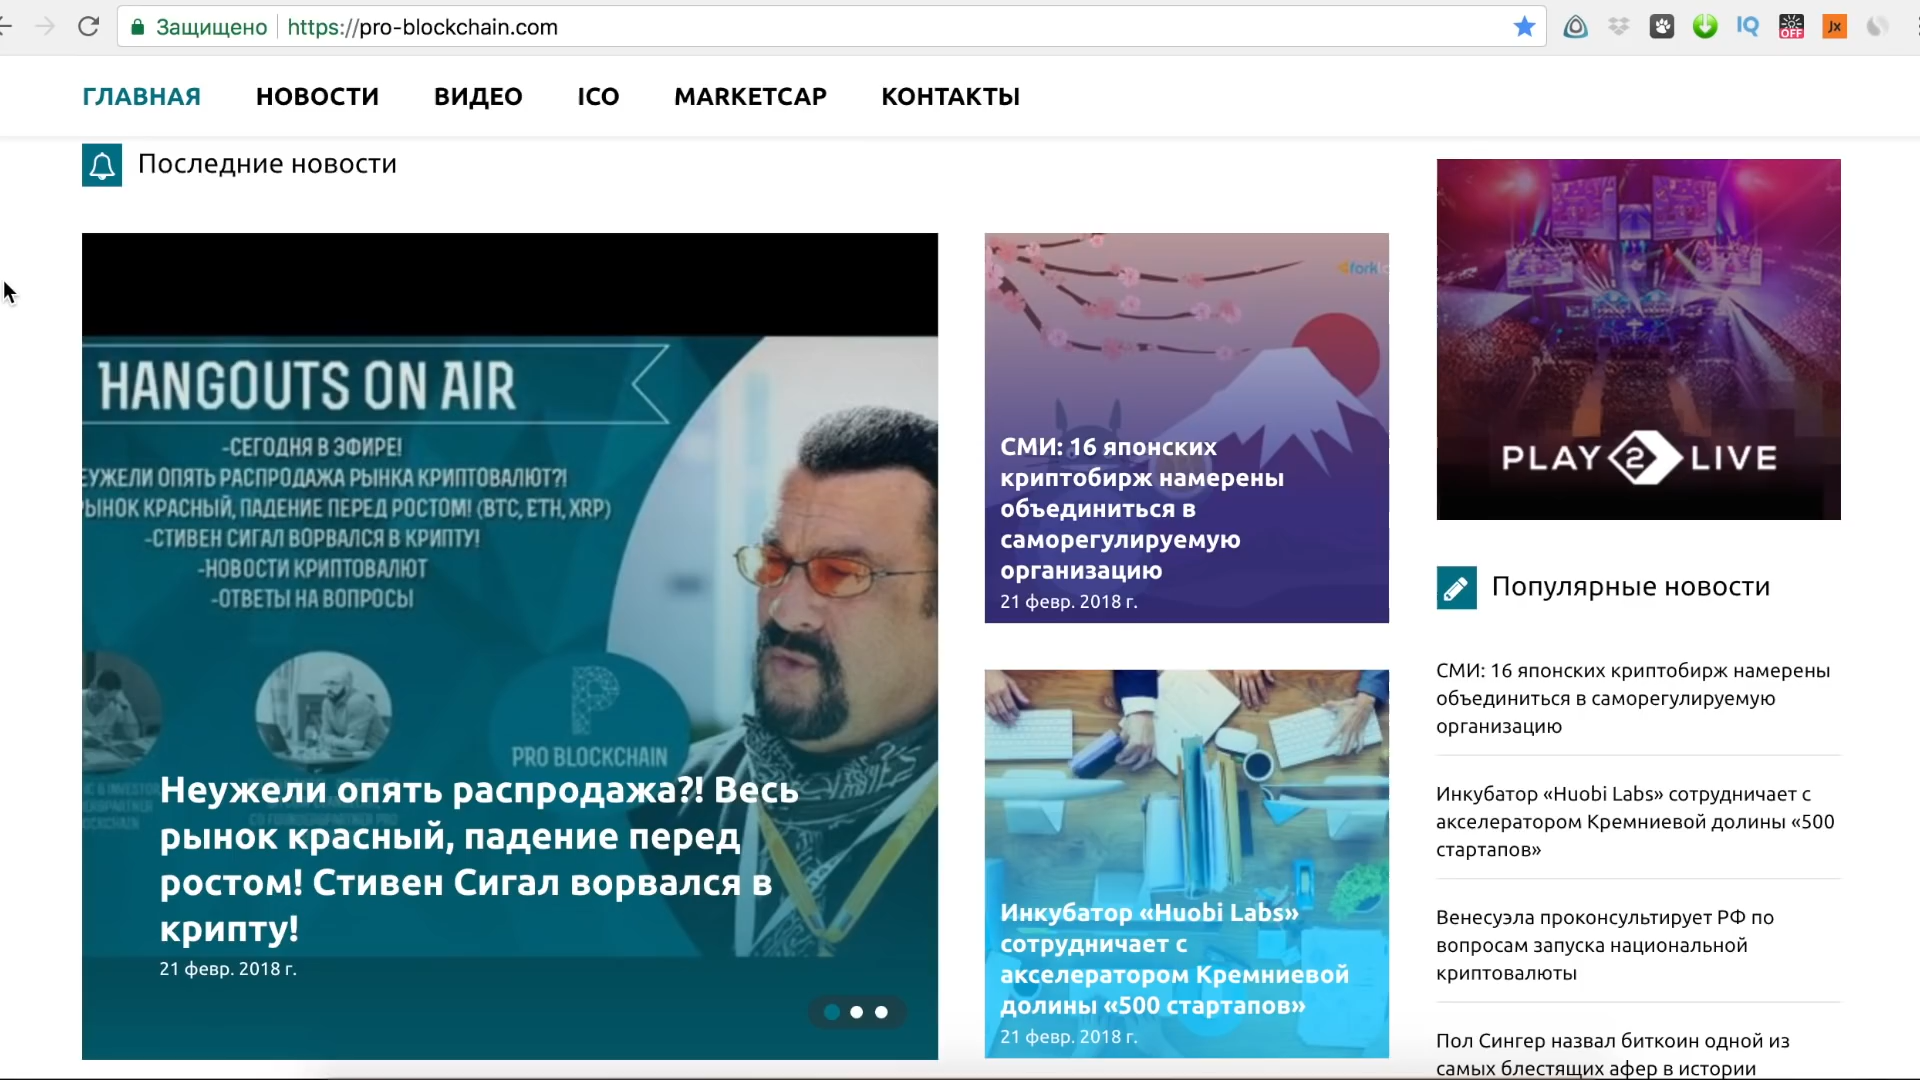 Защищено https://pro-blockchain.com
IQ
OFF
Jx
ГЛАВНАЯ НОВОСТИ ВИДЕО ICO MARKETCAP КОНТАКТЫ
Последние новости
HANGOUTS ON AIR
-СЕГОДНЯ В ЭФИРЕ!
ЕУЖЕЛИ ОПЯТЬ РАСПРОДАЖА РЫНКА КРИПТОВАЛЮТ?!
ЫНОК КРАСНЫЙ, ПАДЕНИЕ ПЕРЕД РОСТОМ! (BTC, ETH, XRP)
-СТИВЕН СИГАЛ ВОРВАЛСЯ В КРИПТУ!
-НОВОСТИ КРИПТОВАЛЮТ
-ОТВЕТЫ НА ВОПРОСЫ
PRO BLOCKCHAIN
Неужели опять распродажа?! Весь
рынок красный, падение перед
ростом! Стивен Сигал ворвался в
крипту!
21 февр. 2018 г.
fork
СМИ: 16 японских
криптобирж намерены
объединиться в
саморегулируемую
организацию
21 февр. 2018 г.
Инкубатор «Huobi Labs»
сотрудничает с
акселератором Кремниевой
долины «500 стартапов»
21 февр. 2018 г.
PLAY 2 LIVE
Популярные новости
СМИ: 16 японских криптобирж намерены
объединиться в саморегулируемую
организацию
Инкубатор «Huobi Labs» сотрудничает с
акселератором Кремниевой долины «500
стартапов»
Венесуэла проконсультирует РФ по
вопросам запуска национальной
криптовалюты
Пол Сингер назвал биткоин одной из
самых блестящих афер в истории